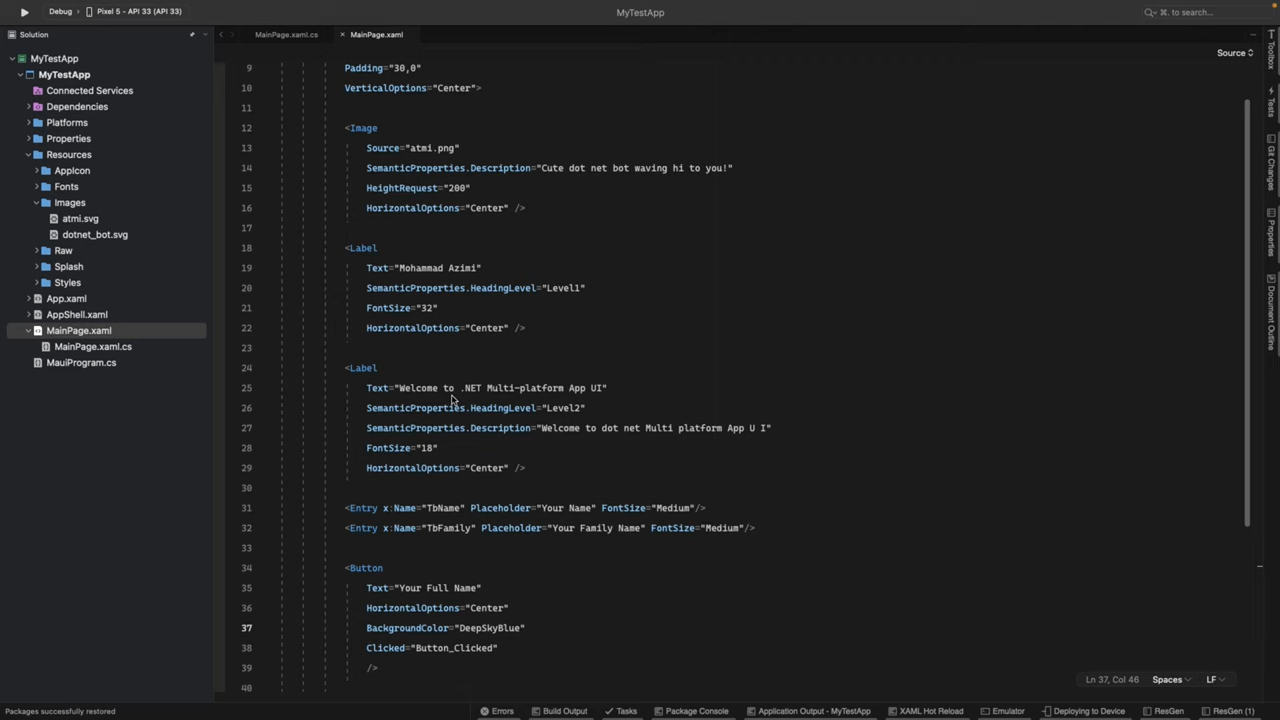 Debug
Pixel 5 - API 33 (API 33)
MyTestApp
⌘. to search...
Solution
MainPage.xaml.cs
MainPage.xaml
Source
MyTestApp
MyTestApp
Connected Services
Dependencies
Platforms
Properties
Resources
AppIcon
Fonts
Images
atmi.svg
dotnet_bot.svg
Raw
Splash
Styles
App.xaml
AppShell.xaml
MainPage.xaml
MainPage.xaml.cs
MauiProgram.cs
9 Padding="30,0"
10 VerticalOptions="Center">
11
12 <Image
13 Source="atmi.png"
14 SemanticProperties.Description="Cute dot net bot waving hi to you!"
15 HeightRequest="200"
16 HorizontalOptions="Center" />
17
18 <Label
19 Text="Mohammad Azimi"
20 SemanticProperties.HeadingLevel="Level1"
21 FontSize="32"
22 HorizontalOptions="Center" />
23
24 <Label
25 Text="Welcome to .NET Multi-platform App UI"
26 SemanticProperties.HeadingLevel="Level2"
27 SemanticProperties.Description="Welcome to dot net Multi platform App U I"
28 FontSize="18"
29 HorizontalOptions="Center" />
30
31 <Entry x:Name="TbName" Placeholder="Your Name" FontSize="Medium"/>
32 <Entry x:Name="TbFamily" Placeholder="Your Family Name" FontSize="Medium"/>
33
34 <Button
35 Text="Your Full Name"
36 HorizontalOptions="Center"
37 BackgroundColor="DeepSkyBlue"
38 Clicked="Button_Clicked"
39 />
40
Toolbox
Tests
Git Changes
Properties
Document Outline
Ln 37, Col 46 Spaces LF
Packages successfully restored
Errors
Build Output
Tasks
Package Console
Application Output - MyTestApp
XAML Hot Reload
Emulator
Deploying to Device
ResGen
ResGen (1)